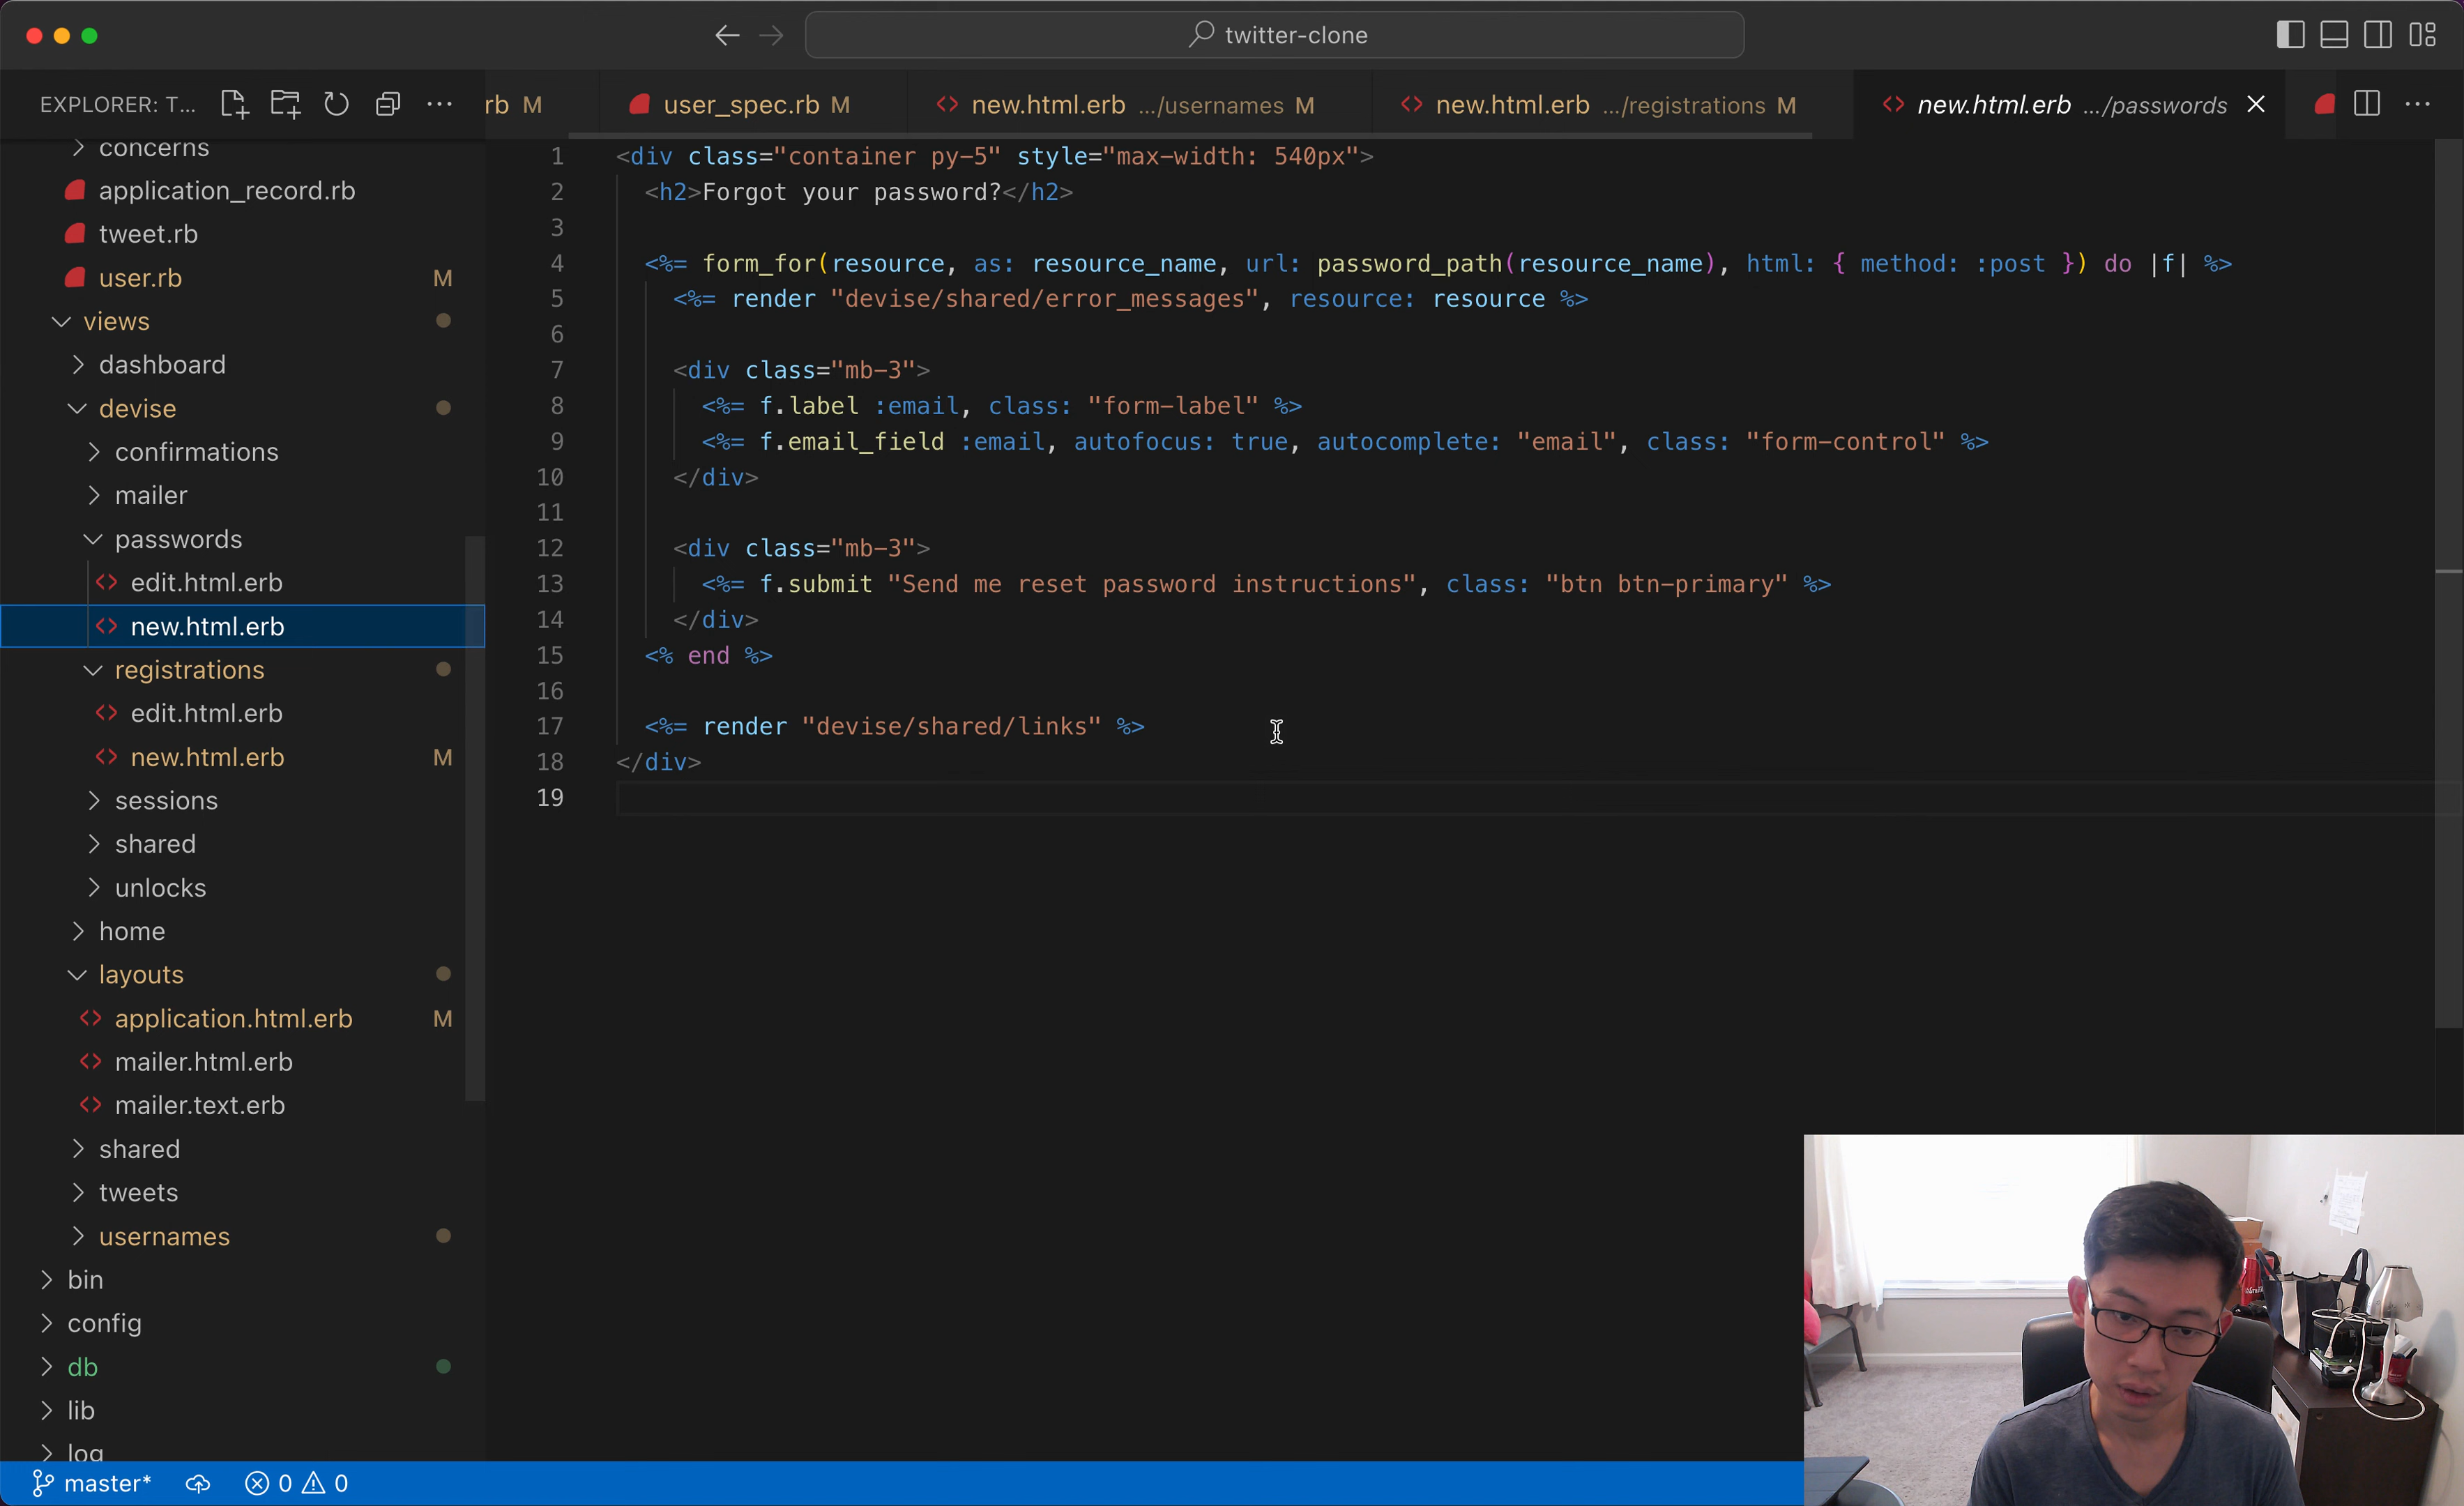 twitter-clone
EXPLORER: T...
rb M
user_spec.rb M
new.html.erb .../usernames M
new.html.erb .../registrations M
new.html.erb .../passwords
concerns
application_record.rb
tweet.rb
user.rb M
views
dashboard
devise
confirmations
mailer
passwords
edit.html.erb
new.html.erb
registrations
edit.html.erb
new.html.erb M
sessions
shared
unlocks
home
layouts
application.html.erb M
mailer.html.erb
mailer.text.erb
shared
tweets
usernames
bin
config
db
lib
log
1 <div class="container py-5" style="max-width: 540px">
2 <h2>Forgot your password?</h2>
3
4 <%= form_for(resource, as: resource_name, url: password_path(resource_name), html: { method: :post }) do |f| %>
5 <%= render "devise/shared/error_messages", resource: resource %>
6
7 <div class="mb-3">
8 <%= f.label :email, class: "form-label" %>
9 <%= f.email_field :email, autofocus: true, autocomplete: "email", class: "form-control" %>
10 </div>
11
12 <div class="mb-3">
13 <%= f.submit "Send me reset password instructions", class: "btn btn-primary" %>
14 </div>
15 <% end %>
16
17 <%= render "devise/shared/links" %>
18 </div>
19
master* 0 0